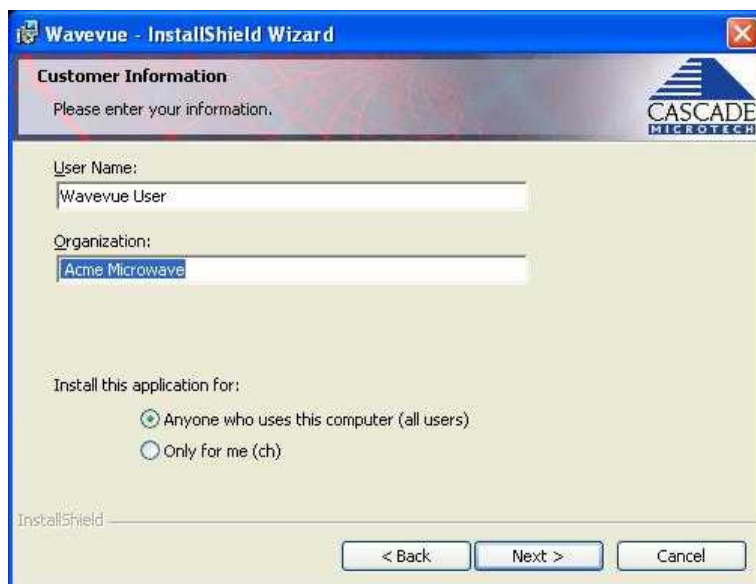 Wavevue - InstallShield Wizard
Customer Information
Please enter your information.
CASCADE
MICROTECH
User Name:
Wavevue User
Organization:
Acme Microwave
Install this application for:
Anyone who uses this computer (all users)
Only for me (ch)
InstallShield
< Back
Next >
Cancel